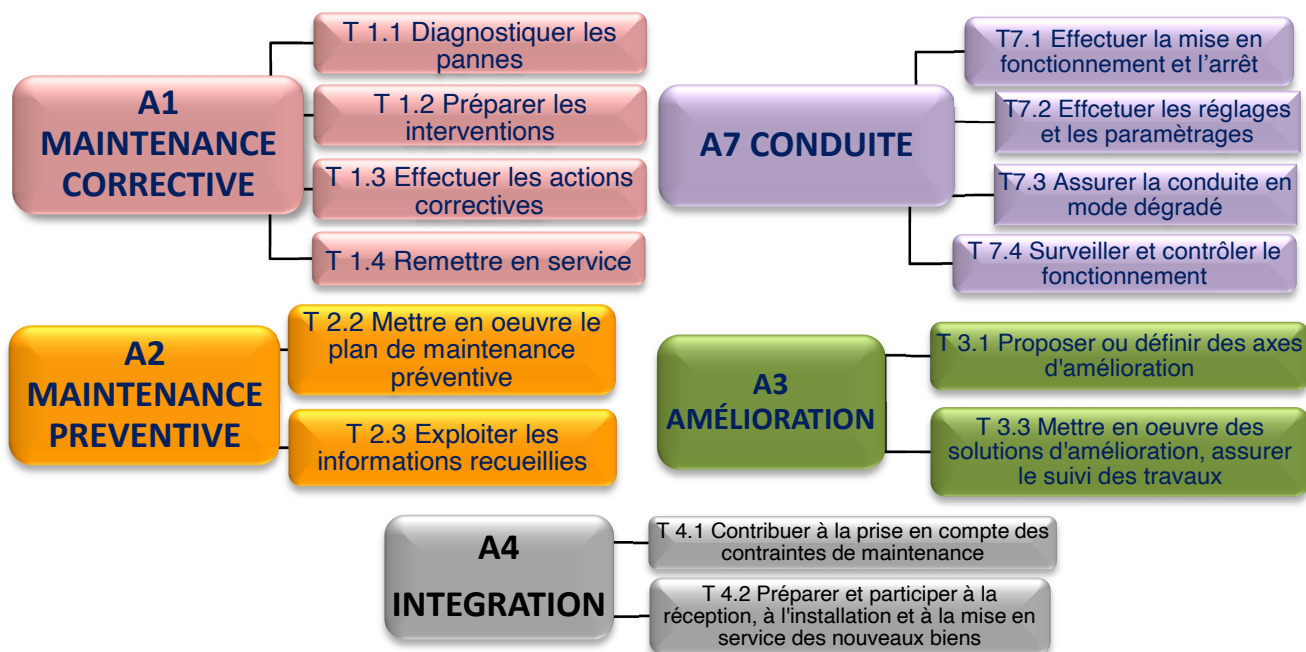 A1
MAINTENANCE
CORRECTIVE
T 1.1 Diagnostiquer les
pannes
T 1.2 Préparer les
interventions
T 1.3 Effectuer les actions
correctives
T 1.4 Remettre en service
A7 CONDUITE
T7.1 Effectuer la mise en
fonctionnement et l’arrêt
T7.2 Effcetuer les réglages
et les paramètrages
T7.3 Assurer la conduite en
mode dégradé
T 7.4 Surveiller et contrôler le
fonctionnement
A2
MAINTENANCE
PREVENTIVE
T 2.2 Mettre en oeuvre le
plan de maintenance
préventive
T 2.3 Exploiter les
informations recueillies
A3
AMÉLIORATION
T 3.1 Proposer ou définir des axes
d'amélioration
T 3.3 Mettre en oeuvre des
solutions d'amélioration, assurer
le suivi des travaux
A4
INTEGRATION
T 4.1 Contribuer à la prise en compte des
contraintes de maintenance
T 4.2 Préparer et participer à la
réception, à l'installation et à la mise en
service des nouveaux biens